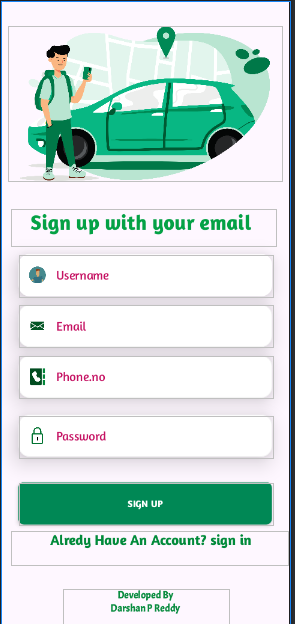 Sign up with your email
Username
Email
Phone.no
Password
SIGN UP
Alredy Have An Account? sign in
Developed By
Darshan P Reddy